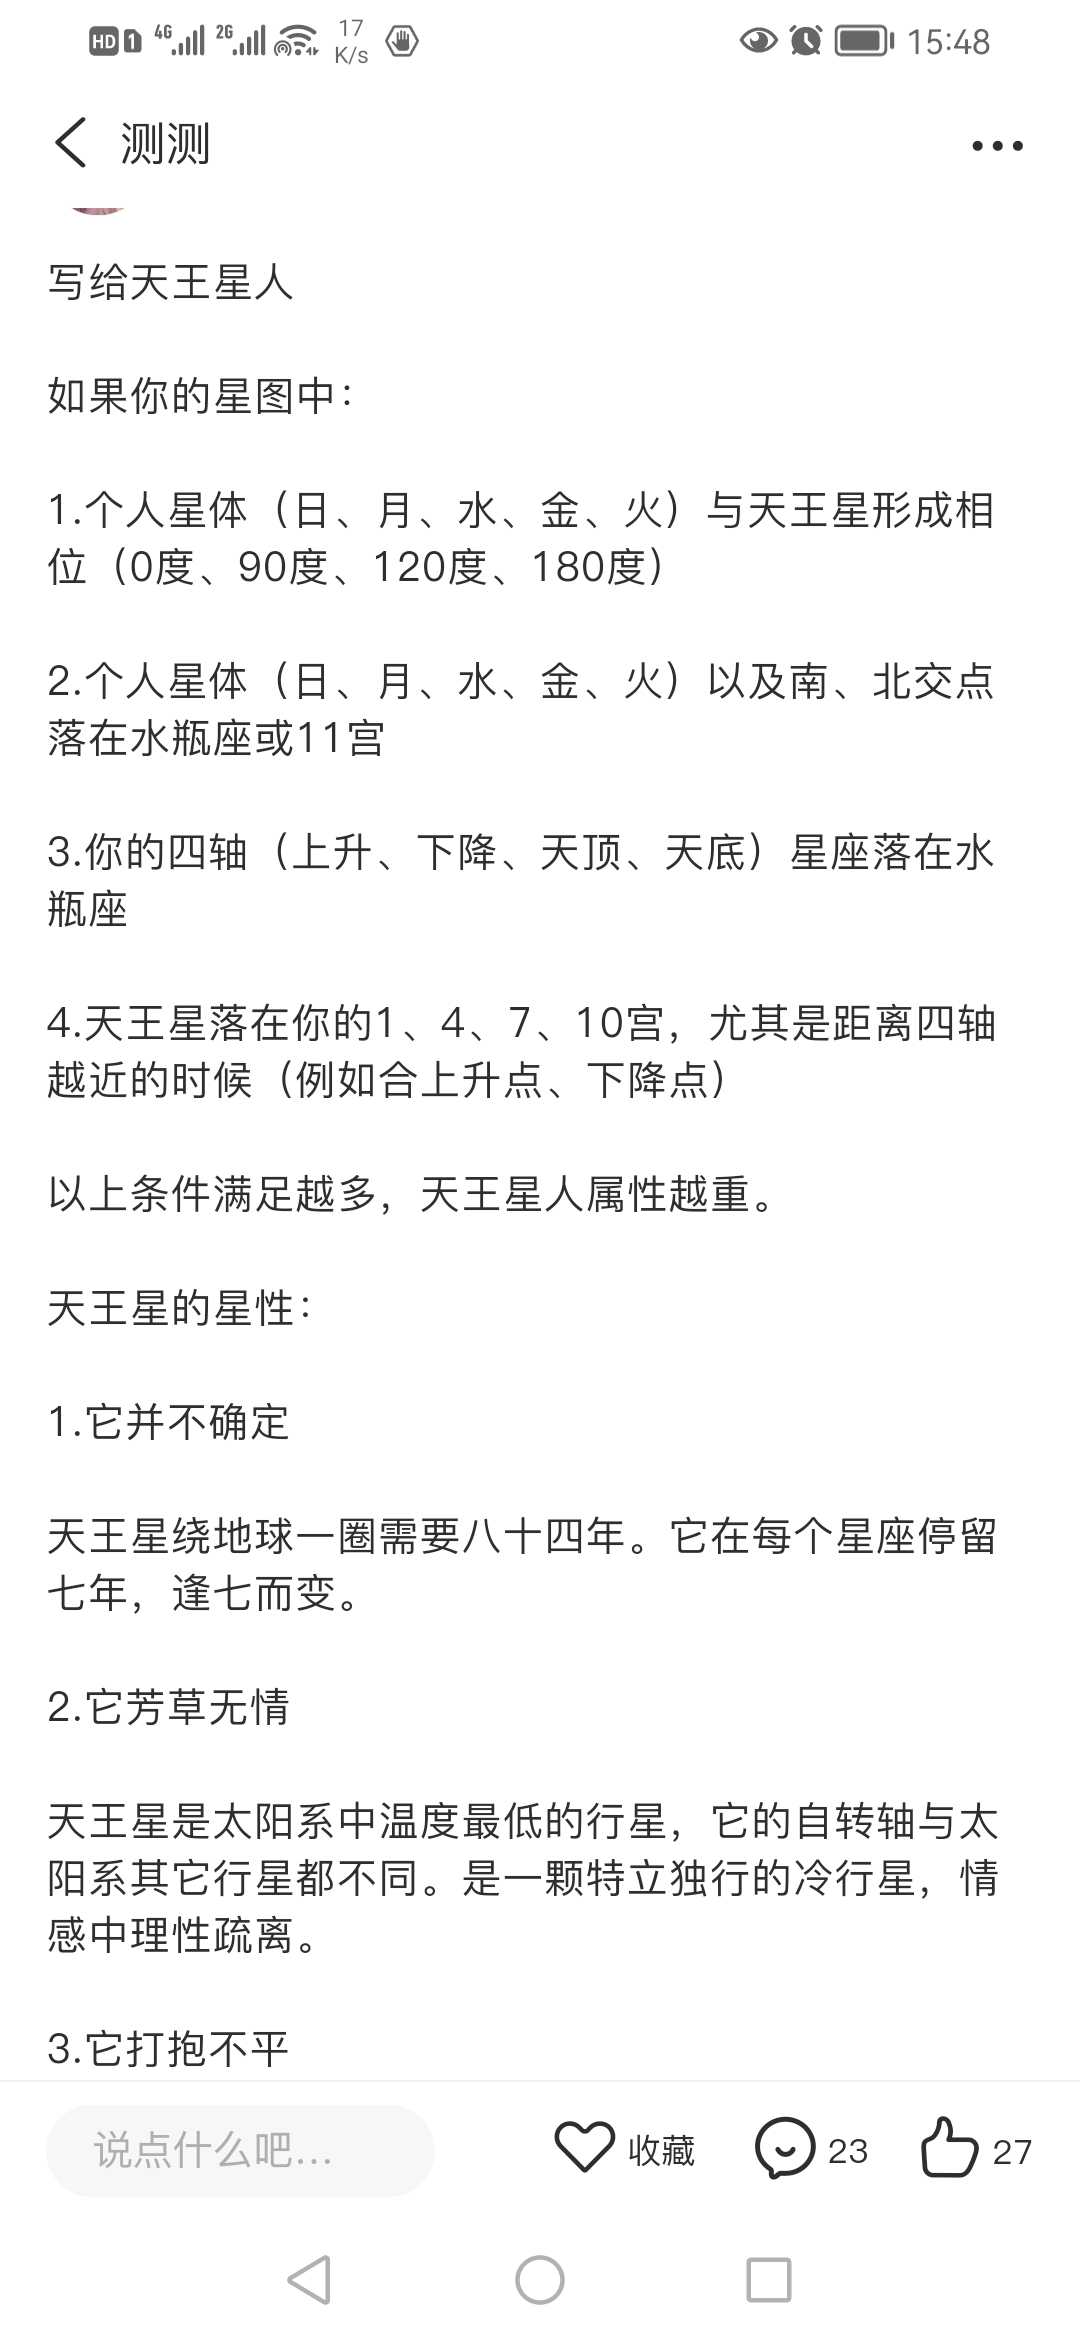 HD 1 4G 2G 17 K/s 15:48
测测
写给天王星人
如果你的星图中：
1.个人星体（日、月、水、金、火）与天王星形成相
位（0度、90度、120度、180度）
2.个人星体（日、月、水、金、火）以及南、北交点
落在水瓶座或11宫
3.你的四轴（上升、下降、天顶、天底）星座落在水
瓶座
4.天王星落在你的1、4、7、10宫，尤其是距离四轴
越近的时候（例如合上升点、下降点）
以上条件满足越多，天王星人属性越重。
天王星的星性：
1.它并不确定
天王星绕地球一圈需要八十四年。它在每个星座停留
七年，逢七而变。
2.它芳草无情
天王星是太阳系中温度最低的行星，它的自转轴与太
阳系其它行星都不同。是一颗特立独行的冷行星，情
感中理性疏离。
3.它打抱不平
说点什么吧... 收藏 23 27